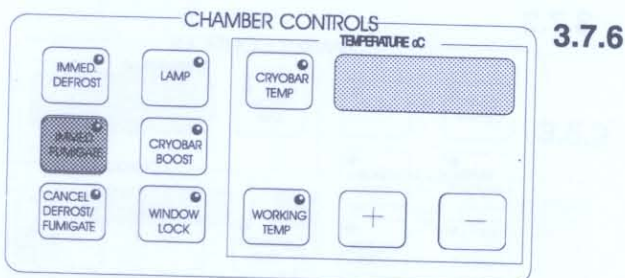 CHAMBER CONTROLS
3.7.6
TEMPERATURE oC
IMMED.
DEFROST
LAMP
CRYOBAR
TEMP
IMMED.
FUMIGATE
CRYOBAR
BOOST
CANCEL
DEFROST/
FUMIGATE
WINDOW
LOCK
WORKING
TEMP
+
—